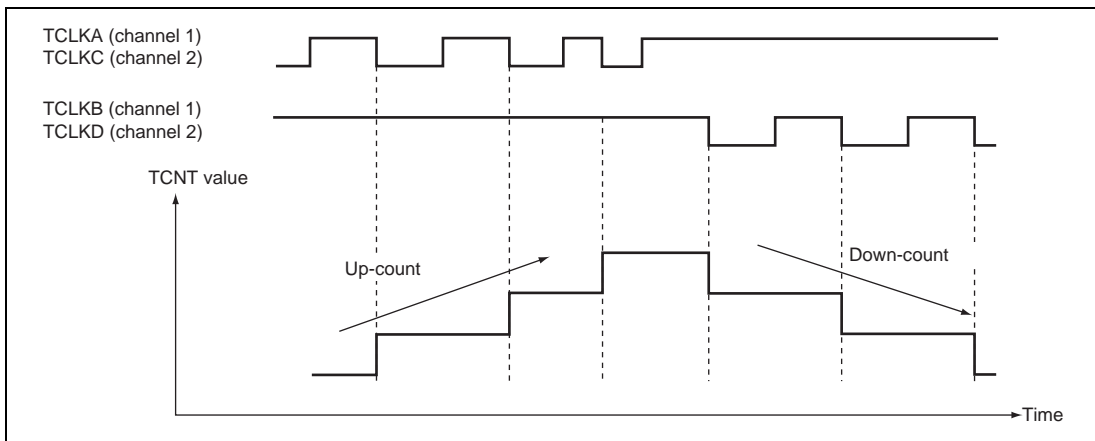 TCLKA (channel 1)
TCLKC (channel 2)
TCLKB (channel 1)
TCLKD (channel 2)
TCNT value
Up-count
Down-count
Time